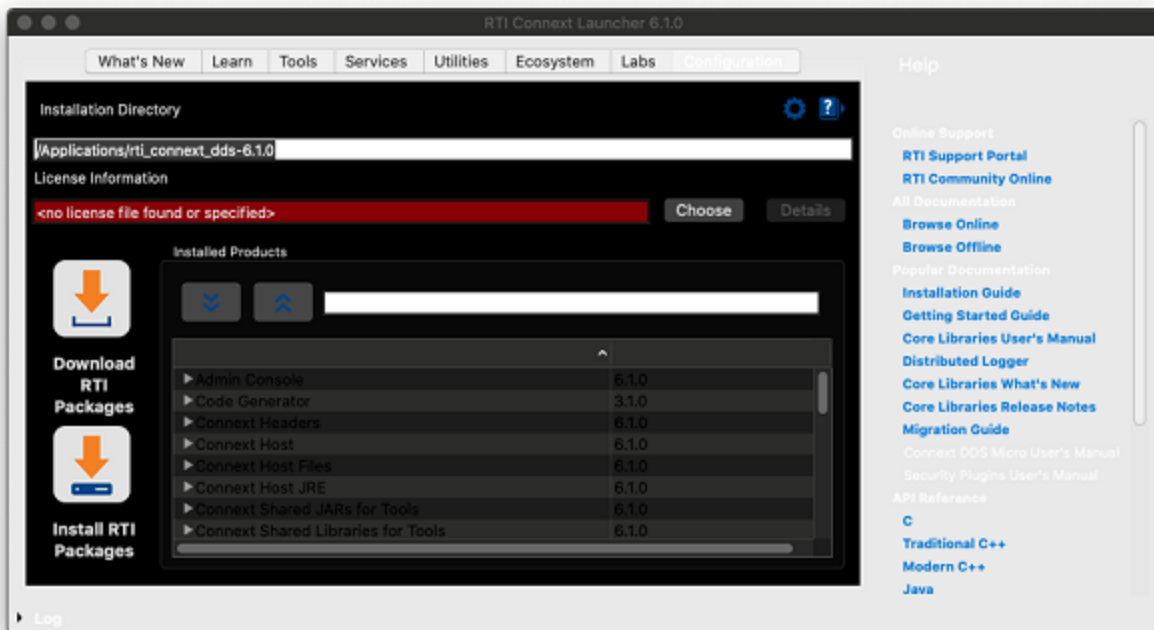 RTI Connext Launcher 6.1.0
What's New
Learn
Tools
Services
Utilities
Ecosystem
Labs
Configuration
Installation Directory
?
/Applications/rti_connext_dds-6.1.0
License Information
<no license file found or specified>
Choose
Details
Download
RTI
Packages
Install RTI
Packages
Installed Products
Admin Console 6.1.0
Code Generator 3.1.0
Connext Headers 6.1.0
Connext Host 6.1.0
Connext Host Files 6.1.0
Connext Host JRE 6.1.0
Connext Shared JARs for Tools 6.1.0
Connext Shared Libraries for Tools 6.1.0
Help
Online Support
RTI Support Portal
RTI Community Online
All Documentation
Browse Online
Browse Offline
Popular Documentation
Installation Guide
Getting Started Guide
Core Libraries User's Manual
Distributed Logger
Core Libraries What's New
Core Libraries Release Notes
Migration Guide
Connext DDS Micro User's Manual
Security Plugins User's Manual
API Reference
C
Traditional C++
Modern C++
Java
Log